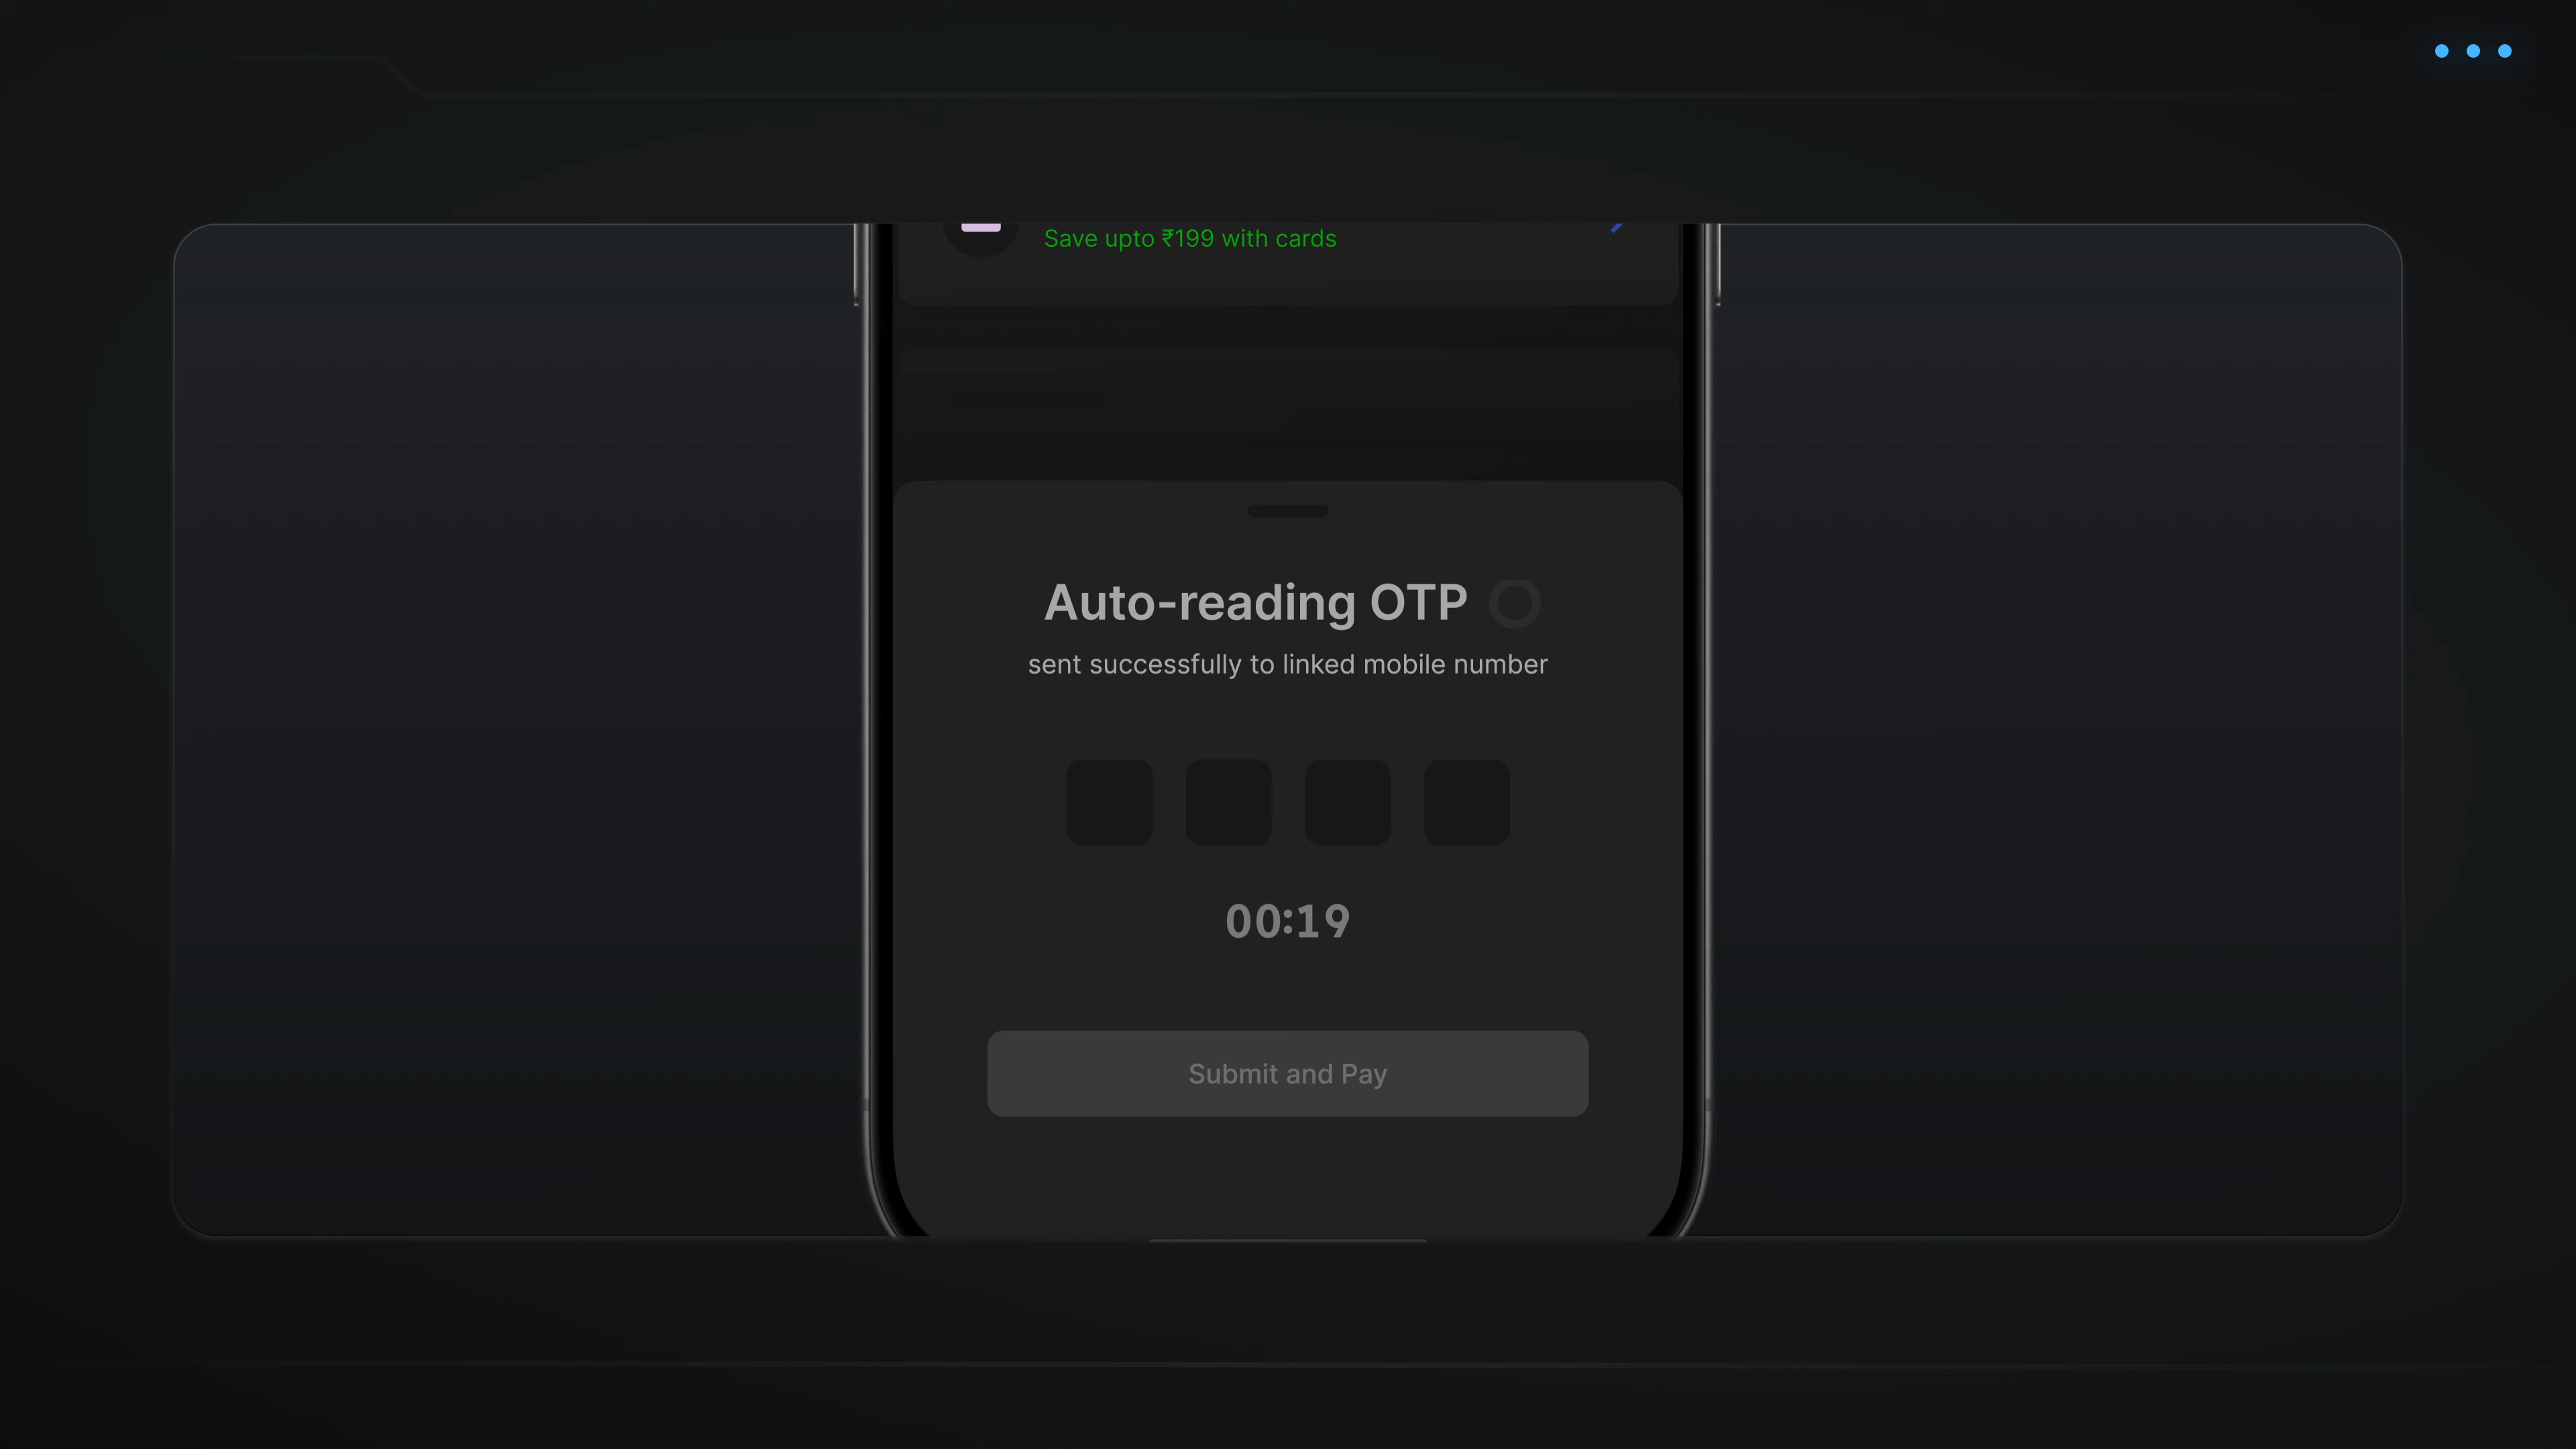 Save upto ₹199 with cards
Auto-reading OTP
sent successfully to linked mobile number
00:19
Submit and Pay